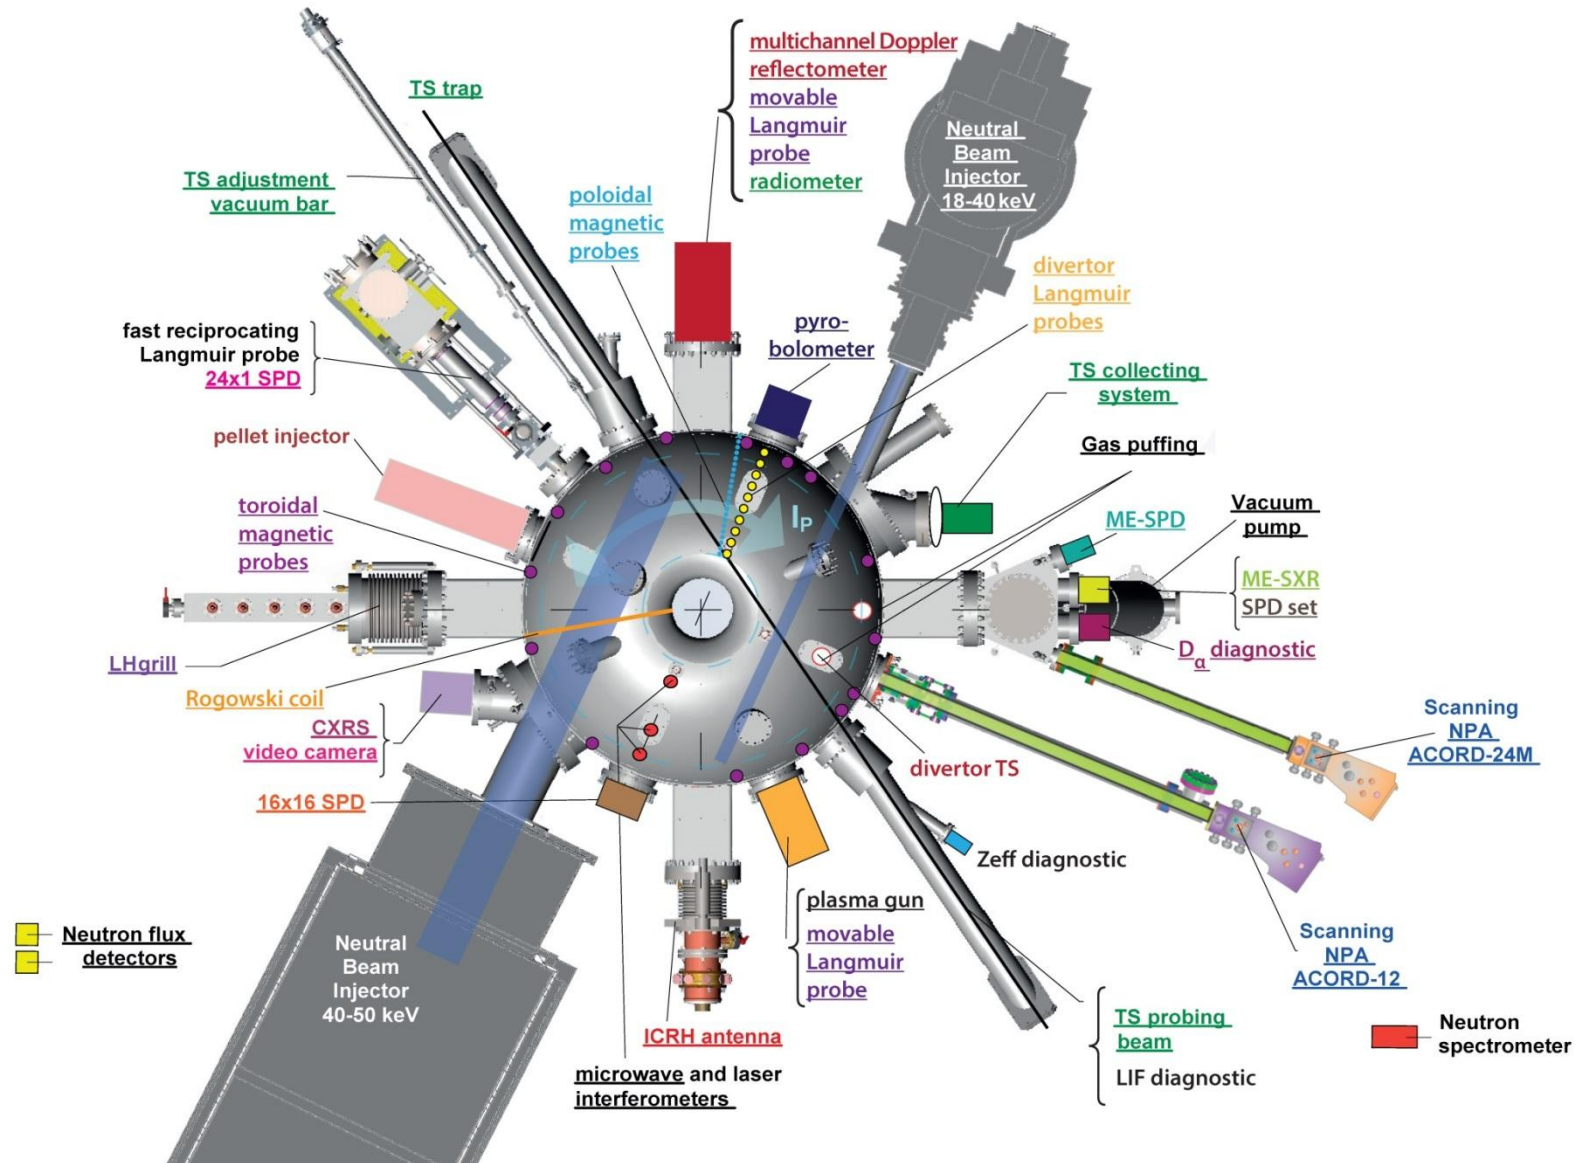 multichannel Doppler
reflectometer
movable
Langmuir
probe
radiometer
TS trap
TS adjustment
vacuum bar
poloidal
magnetic
probes
Neutral
Beam
Injector
18-40 keV
divertor
Langmuir
probes
pyro-
bolometer
fast reciprocating
Langmuir probe
24x1 SPD
TS collecting
system
pellet injector
Gas puffing
toroidal
magnetic
probes
IP
ME-SPD
Vacuum
pump
ME-SXR
SPD set
Dα diagnostic
LHgrill
Rogowski coil
CXRS
video camera
16x16 SPD
divertor TS
Scanning
NPA
ACORD-24M
Zeff diagnostic
plasma gun
movable
Langmuir
probe
Neutron flux
detectors
Neutral
Beam
Injector
40-50 keV
Scanning
NPA
ACORD-12
ICRH antenna
microwave and laser
interferometers
TS probing
beam
LIF diagnostic
Neutron
spectrometer